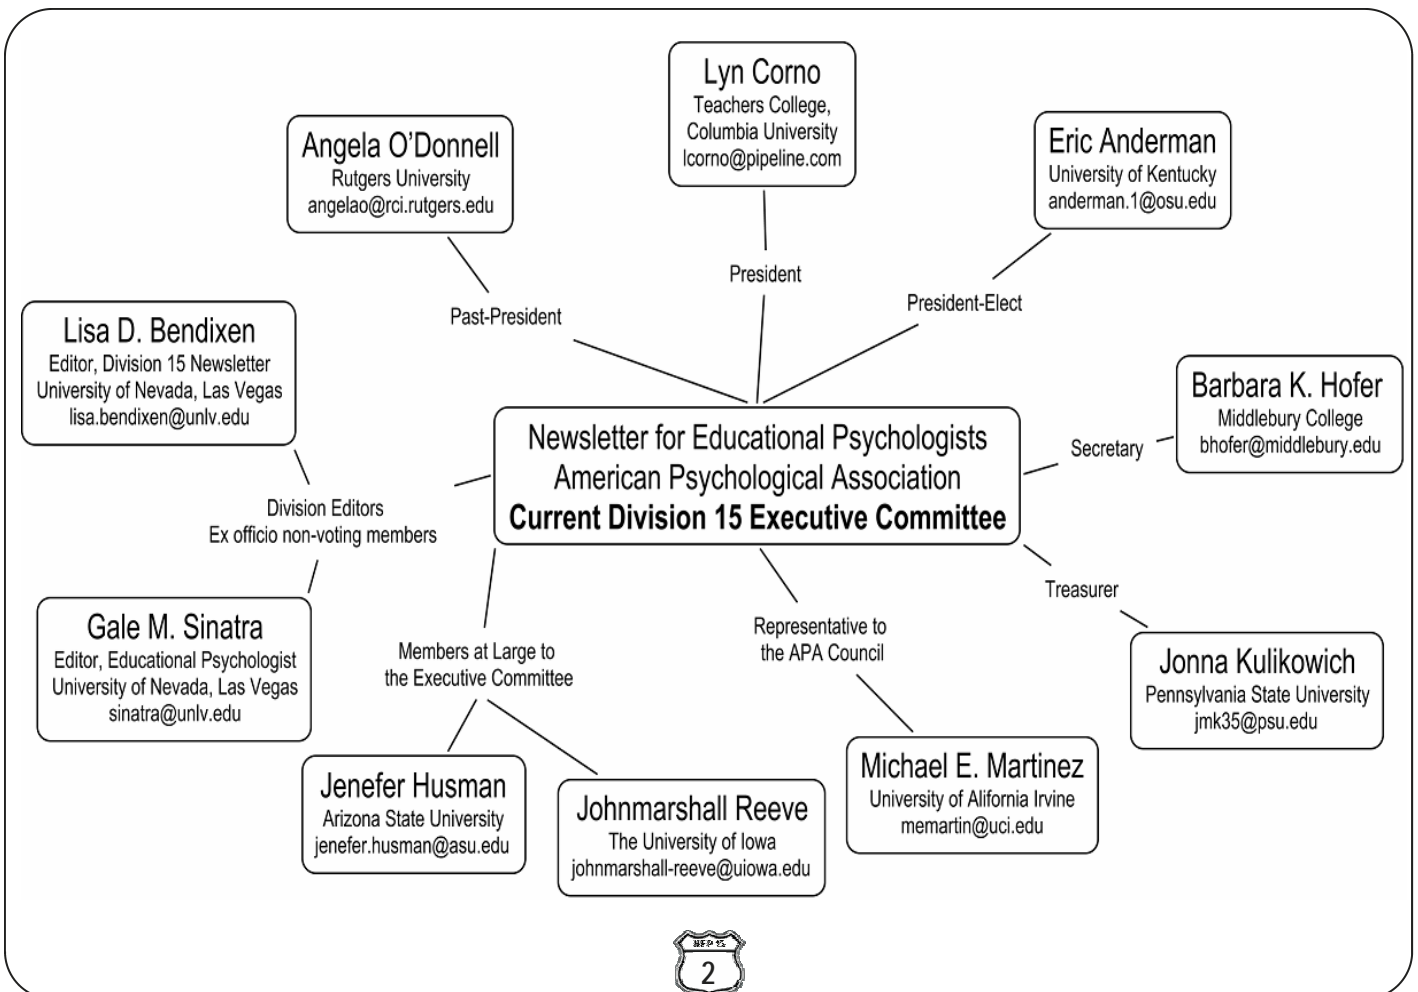 Lyn Corno
Teachers College,
Columbia University
lcorno@pipeline.com
Angela O’Donnell
Rutgers University
angelao@rci.rutgers.edu
Eric Anderman
University of Kentucky
anderman.1@osu.edu
President
Past-President
President-Elect
Lisa D. Bendixen
Editor, Division 15 Newsletter
University of Nevada, Las Vegas
lisa.bendixen@unlv.edu
Barbara K. Hofer
Middlebury College
bhofer@middlebury.edu
Secretary
Newsletter for Educational Psychologists
American Psychological Association
Current Division 15 Executive Committee
Division Editors
Ex officio non-voting members
Treasurer
Gale M. Sinatra
Editor, Educational Psychologist
University of Nevada, Las Vegas
sinatra@unlv.edu
Members at Large to
the Executive Committee
Representative to
the APA Council
Jonna Kulikowich
Pennsylvania State University
jmk35@psu.edu
Jenefer Husman
Arizona State University
jenefer.husman@asu.edu
Johnmarshall Reeve
The University of Iowa
johnmarshall-reeve@uiowa.edu
Michael E. Martinez
University of Alifornia Irvine
memartin@uci.edu
NEP 15
2